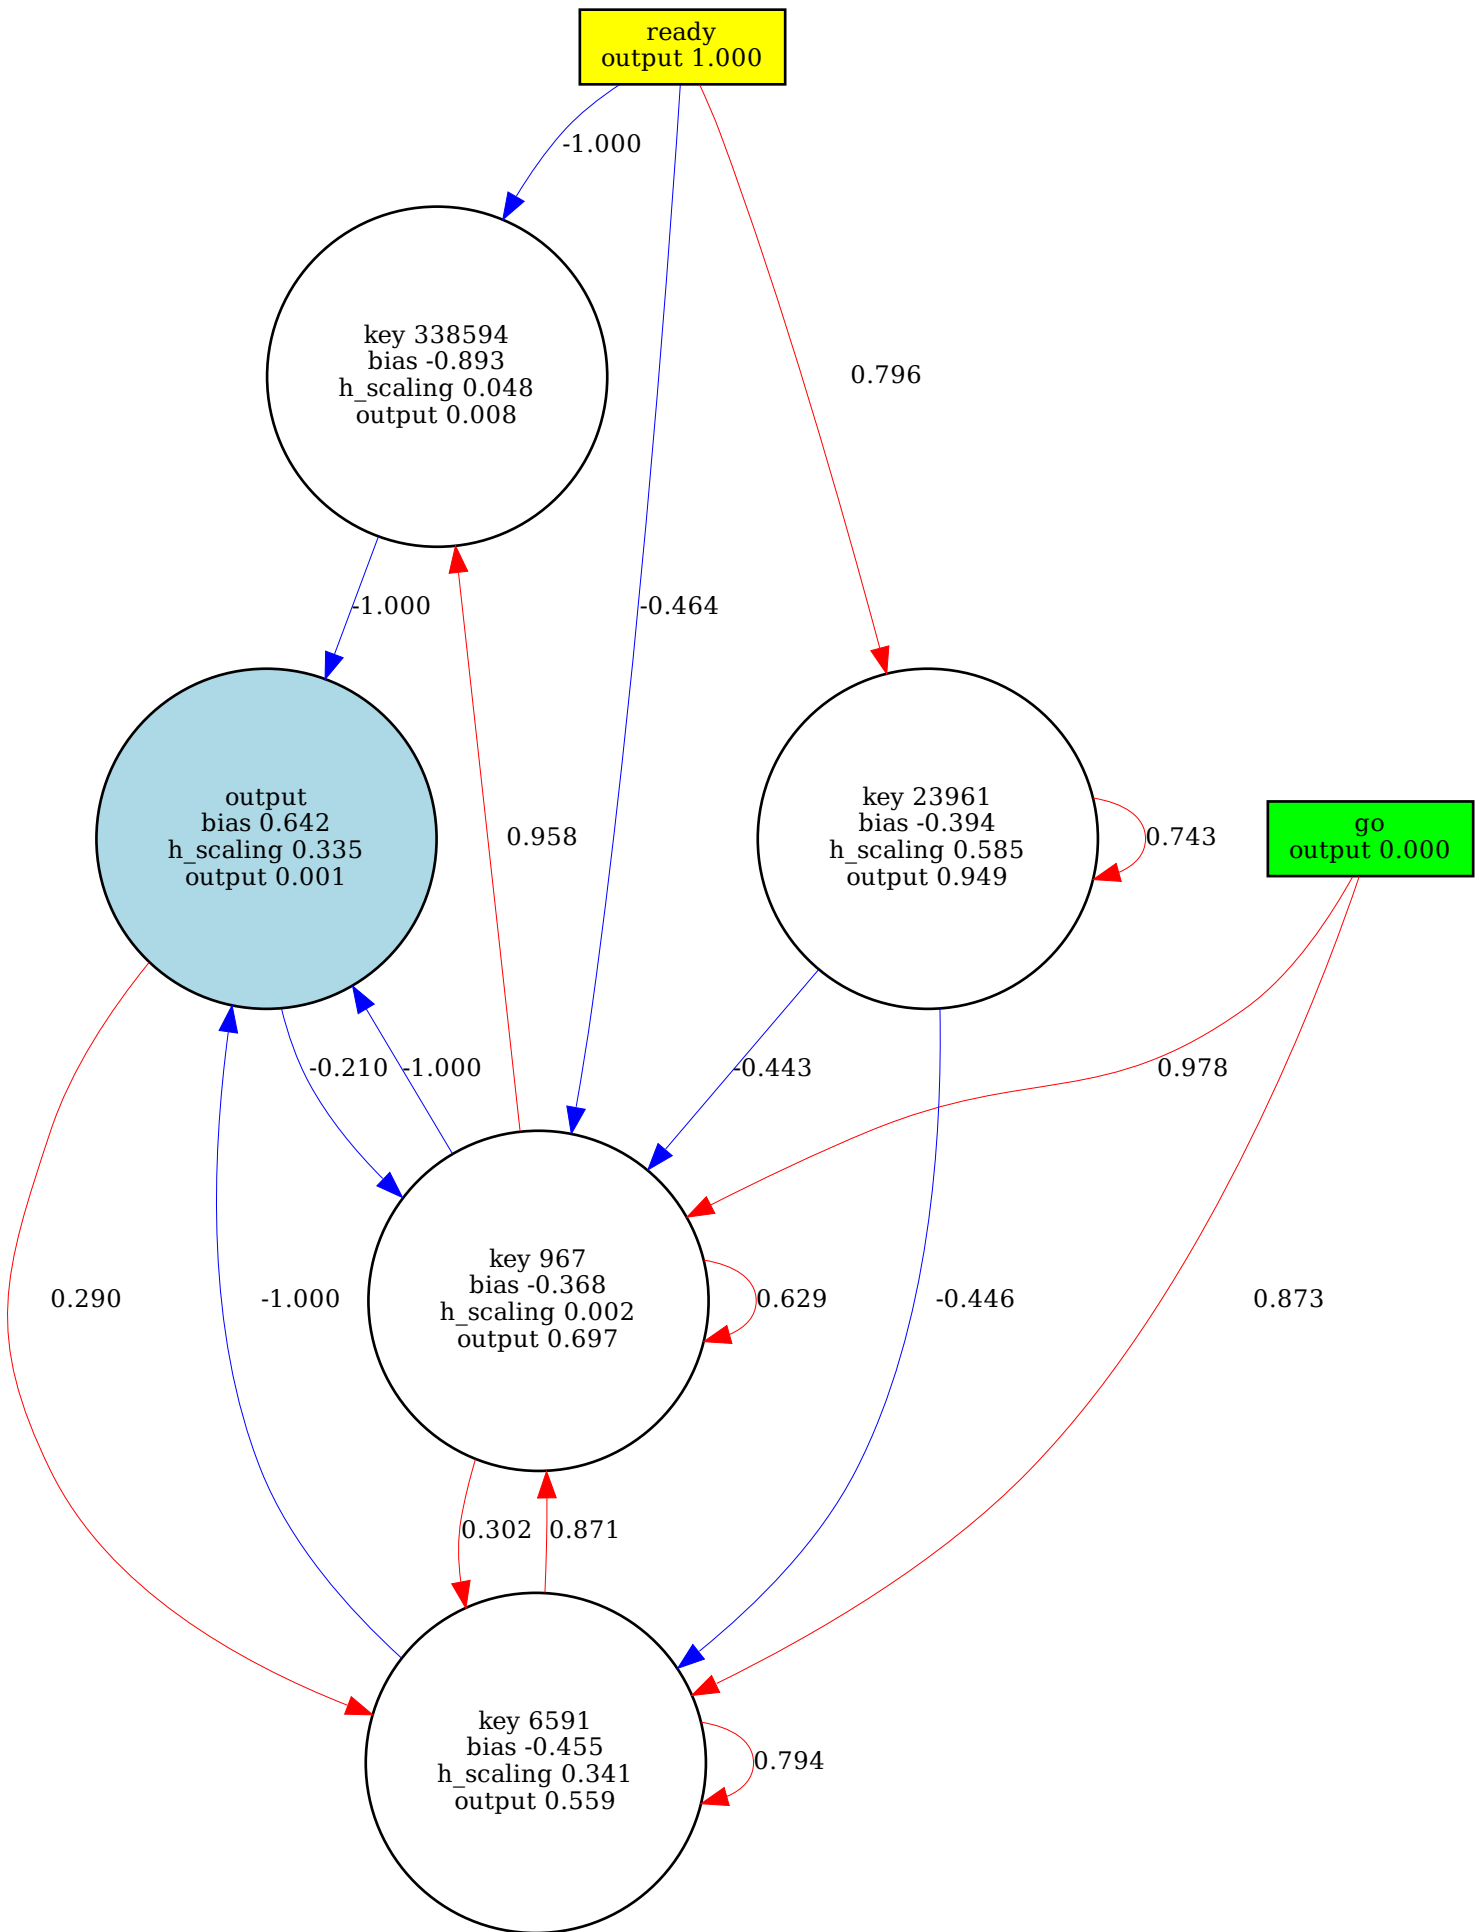 ready
output 1.000
-1.000
key 338594
bias -0.893
h_scaling 0.048
output 0.008
0.796
-1.000
-0.464
output
bias 0.642
h_scaling 0.335
output 0.001
0.958
key 23961
bias -0.394
h_scaling 0.585
output 0.949
0.743
go
output 0.000
-0.210
-1.000
-0.443
0.978
0.290
-1.000
key 967
bias -0.368
h_scaling 0.002
output 0.697
0.629
-0.446
0.873
0.302
0.871
key 6591
bias -0.455
h_scaling 0.341
output 0.559
0.794